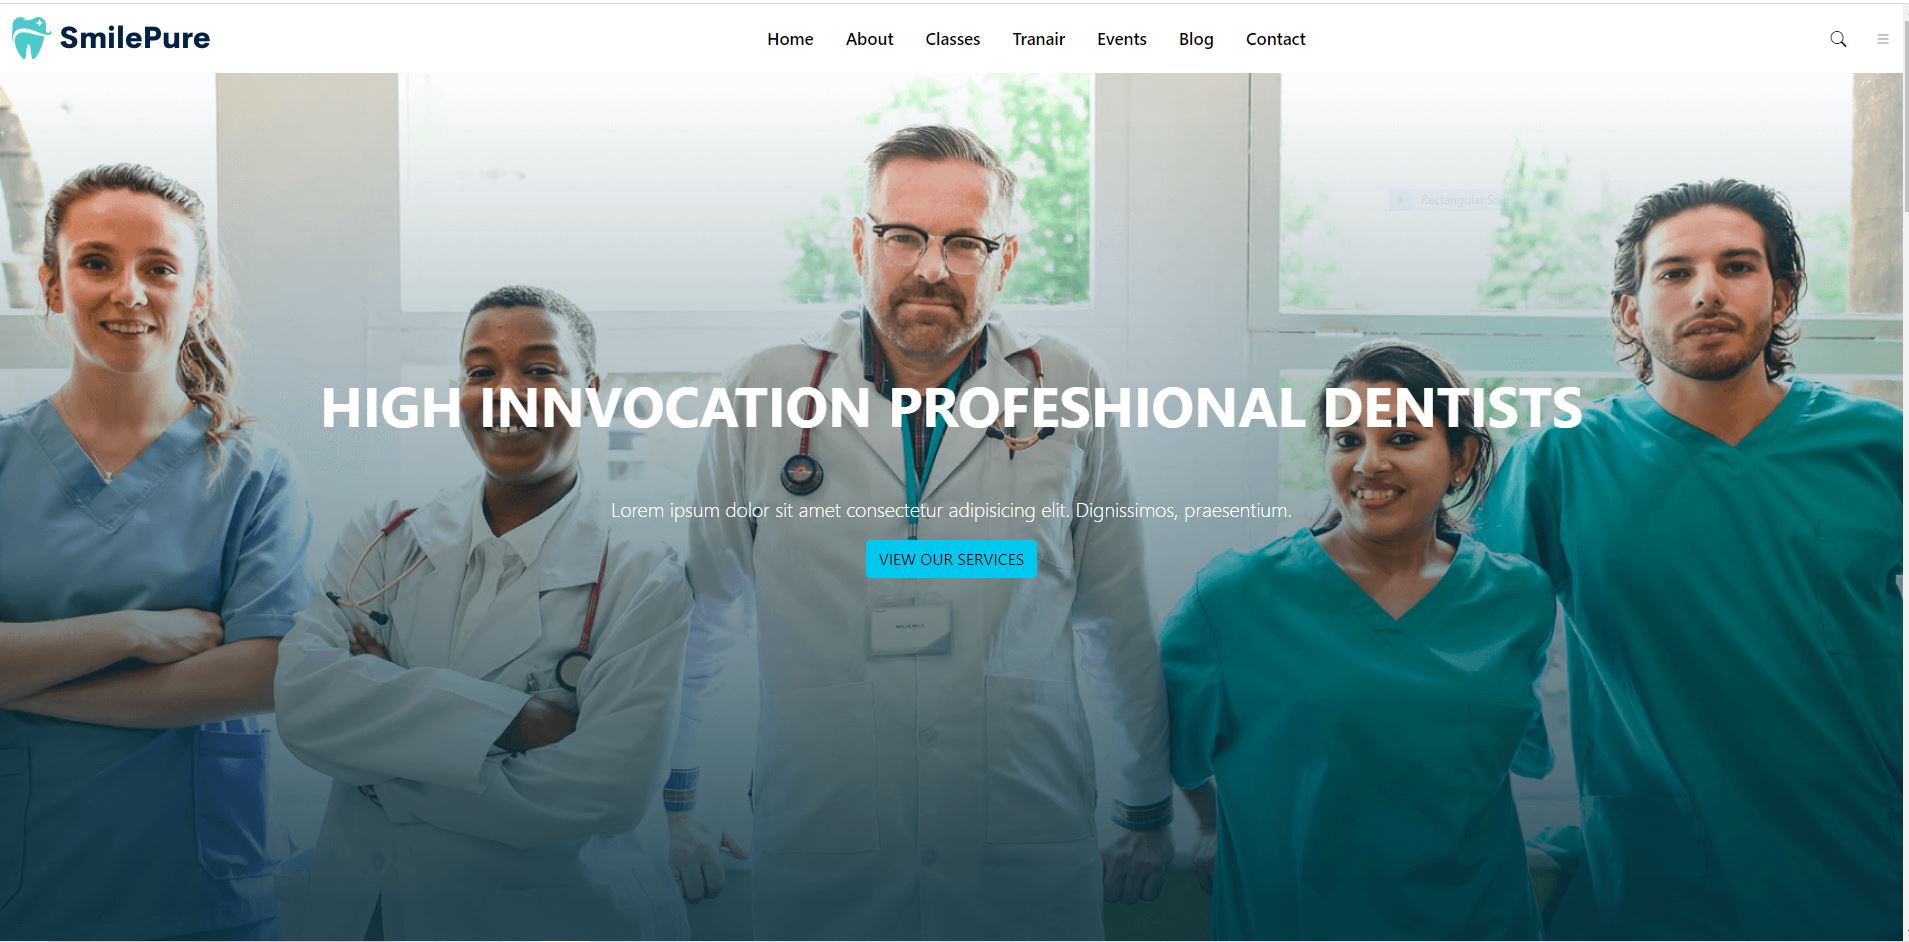 SmilePure
Home About Classes Tranair Events Blog Contact
Rectangular Snip
HIGH INNVOCATION PROFESHIONAL DENTISTS
Lorem ipsum dolor sit amet consectetur adipisicing elit. Dignissimos, praesentium.
VIEW OUR SERVICES